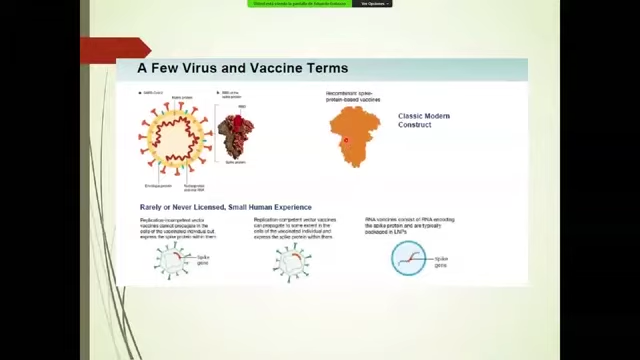 Ver Opciones
A Few Virus and Vaccine Terms
Recombinant spike-
protein-based vaccines
Classic Modern
Construct
RBD
Spike protein
Rarely or Never Licensed, Small Human Experience
Replication-incompetent vector
vaccines cannot propagate in the
cells of the vaccinated individual but
express the spike protein within them
Replication-competent vector vaccines
can propagate to some extent in the
cells of the vaccinated individual and
express the spike protein within them
RNA vaccines consist of RNA encoding
the spike protein and are typically
packaged in LNPs
Spike
gene
Spike
gene
Spike
gene